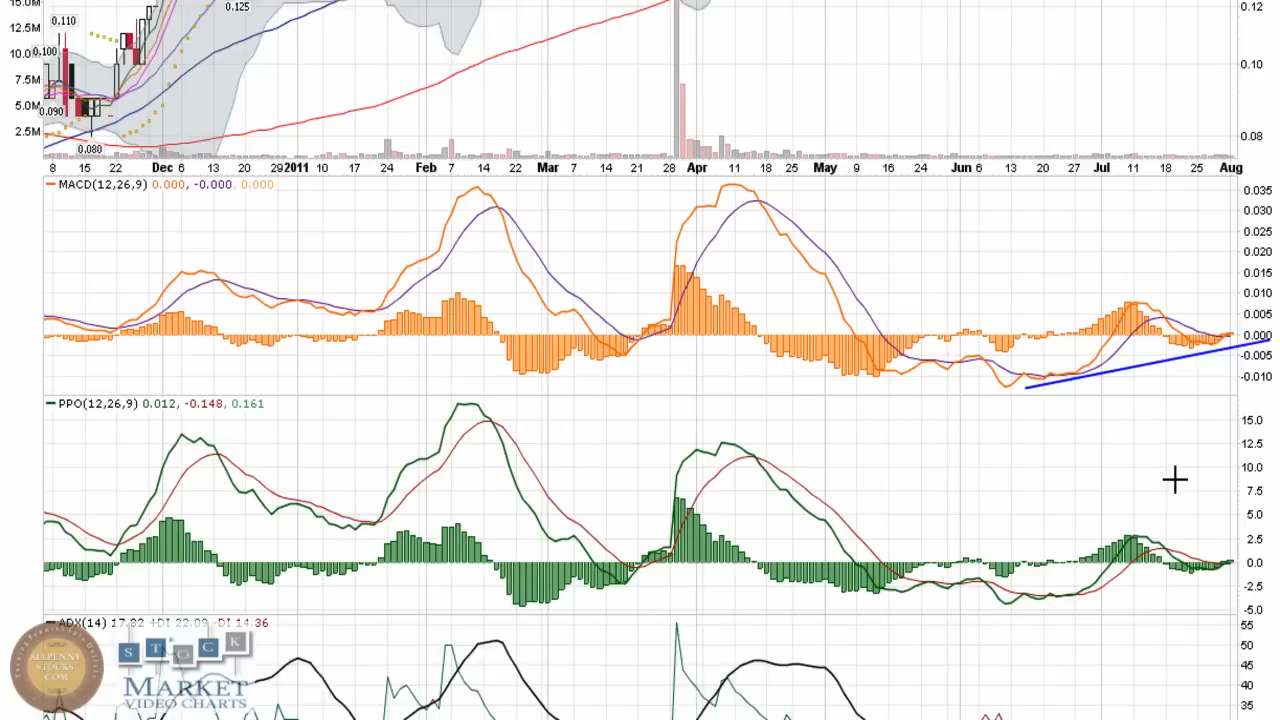 15.0M
12.5M
10.0M
7.5M
5.0M
2.5M
0.110
0.100
0.090
0.080
0.125
0.12
0.10
0.08
8 15 22 Dec 6 13 20 2011 10 17 24 Feb 7 14 22 Mar 7 14 21 28 Apr 11 18 25 May 9 16 24 Jun 6 13 20 27 Jul 11 18 25 Aug
MACD(12,26,9) 0.000, -0.000, 0.000
0.035
0.030
0.025
0.020
0.015
0.010
0.005
0.000
-0.005
-0.010
PPO(12,26,9) 0.012, -0.148, 0.161
15.0
12.5
10.0
7.5
5.0
2.5
0.0
-2.5
-5.0
ADX(14) 17.82 +DI 22.09 -DI 14.36
55
50
45
40
35
ALLPENNY
STOCKS
.COM
STOCK
MARKET
VIDEO CHARTS